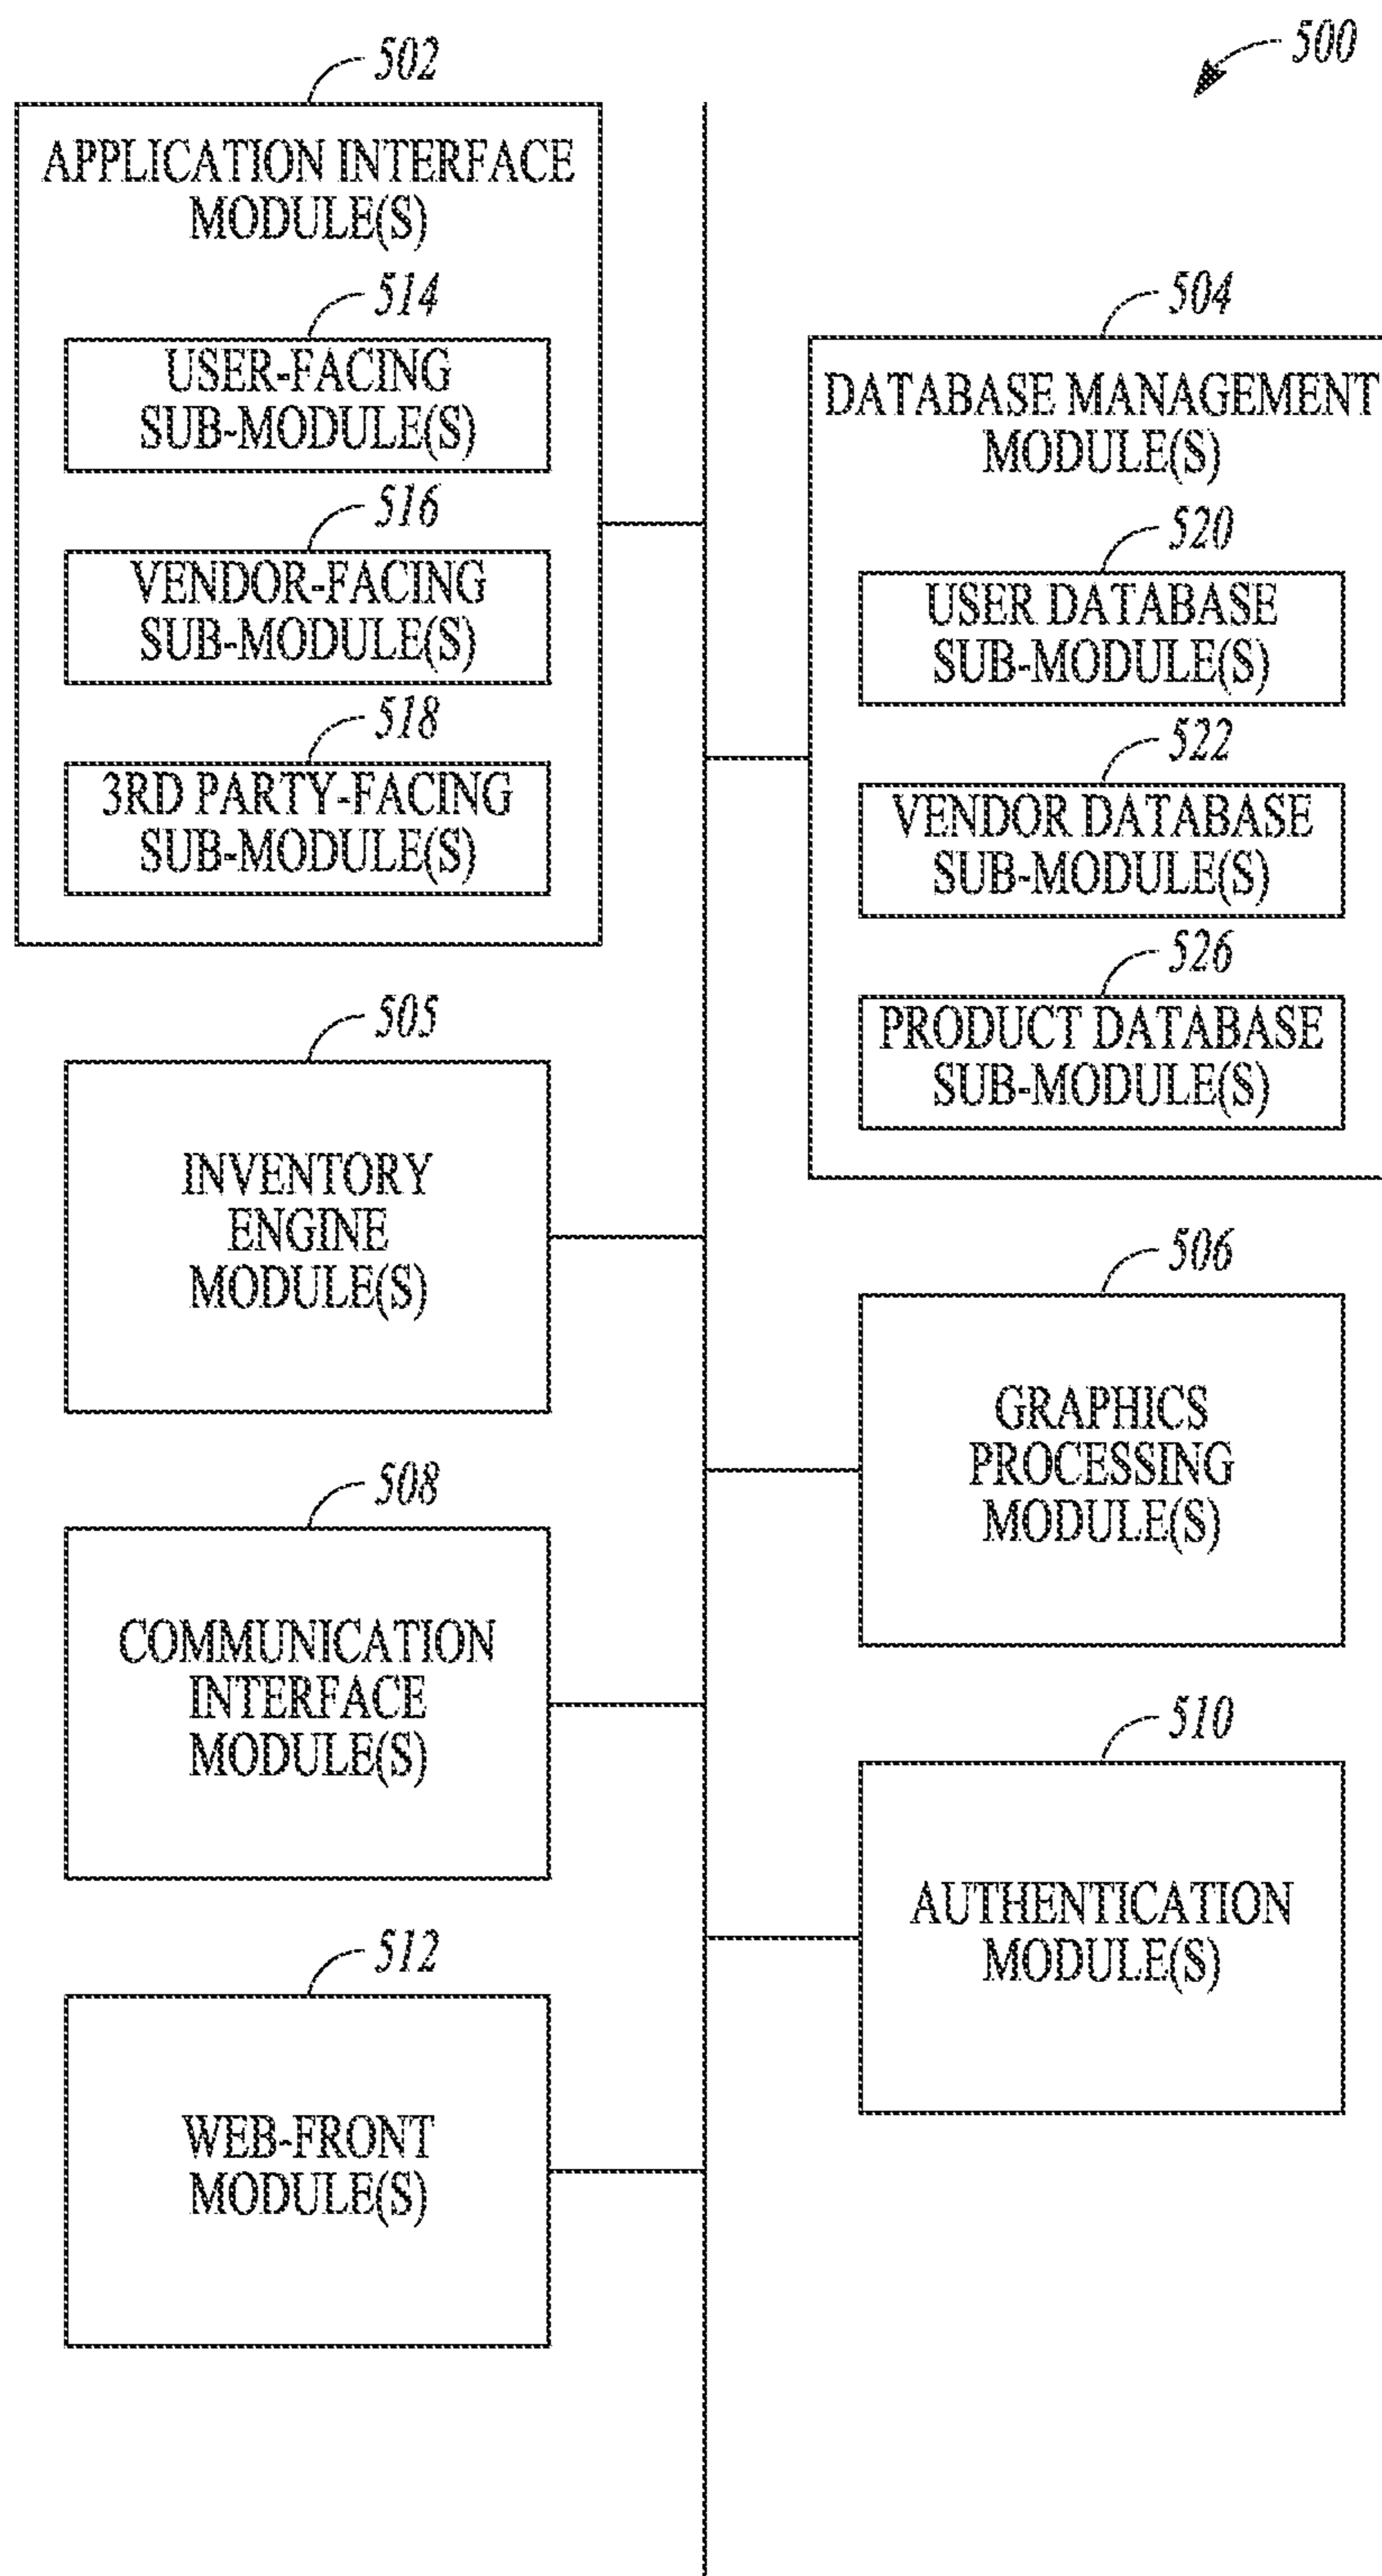 500
502
APPLICATION INTERFACE
MODULE(S)
514
USER-FACING
SUB-MODULE(S)
516
VENDOR-FACING
SUB-MODULE(S)
518
3RD PARTY-FACING
SUB-MODULE(S)
504
DATABASE MANAGEMENT
MODULE(S)
520
USER DATABASE
SUB-MODULE(S)
522
VENDOR DATABASE
SUB-MODULE(S)
526
PRODUCT DATABASE
SUB-MODULE(S)
505
INVENTORY
ENGINE
MODULE(S)
506
GRAPHICS
PROCESSING
MODULE(S)
508
COMMUNICATION
INTERFACE
MODULE(S)
510
AUTHENTICATION
MODULE(S)
512
WEB-FRONT
MODULE(S)